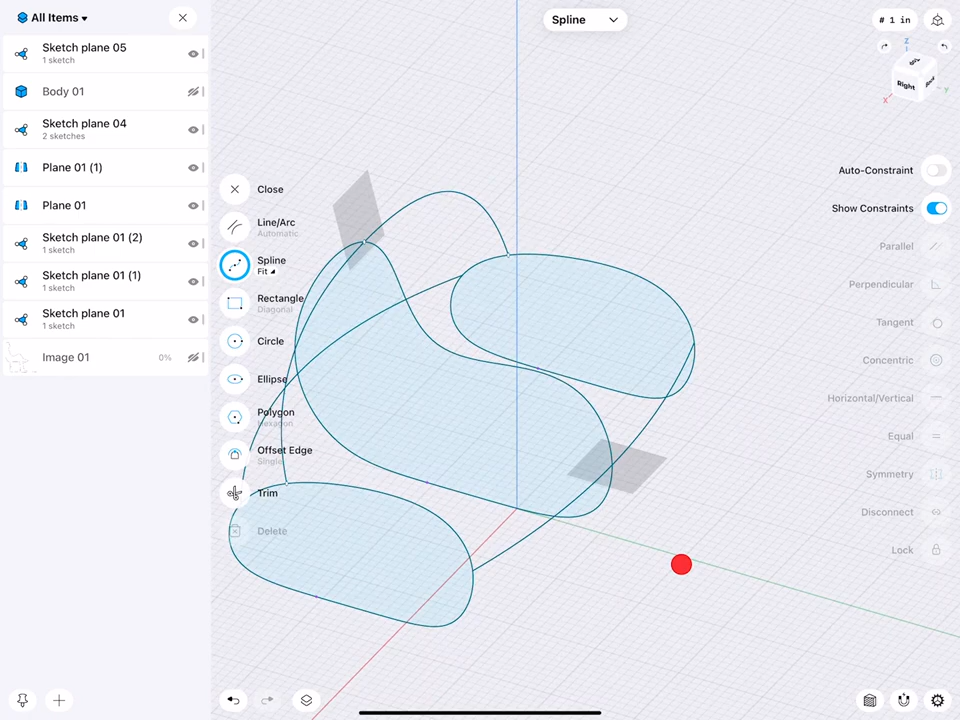 All Items
Spline
# 1 in
Sketch plane 05
1 sketch
Body 01
Sketch plane 04
2 sketches
Plane 01 (1)
Plane 01
Sketch plane 01 (2)
1 sketch
Sketch plane 01 (1)
1 sketch
Sketch plane 01
1 sketch
Image 01
0%
Close
Line/Arc
Automatic
Spline
Fit
Rectangle
Diagonal
Circle
Ellipse
Polygon
Hexagon
Offset Edge
Single
Trim
Delete
Z
Right
X
Y
Auto-Constraint
Show Constraints
Parallel
Perpendicular
Tangent
Concentric
Horizontal/Vertical
Equal
Symmetry
Disconnect
Lock